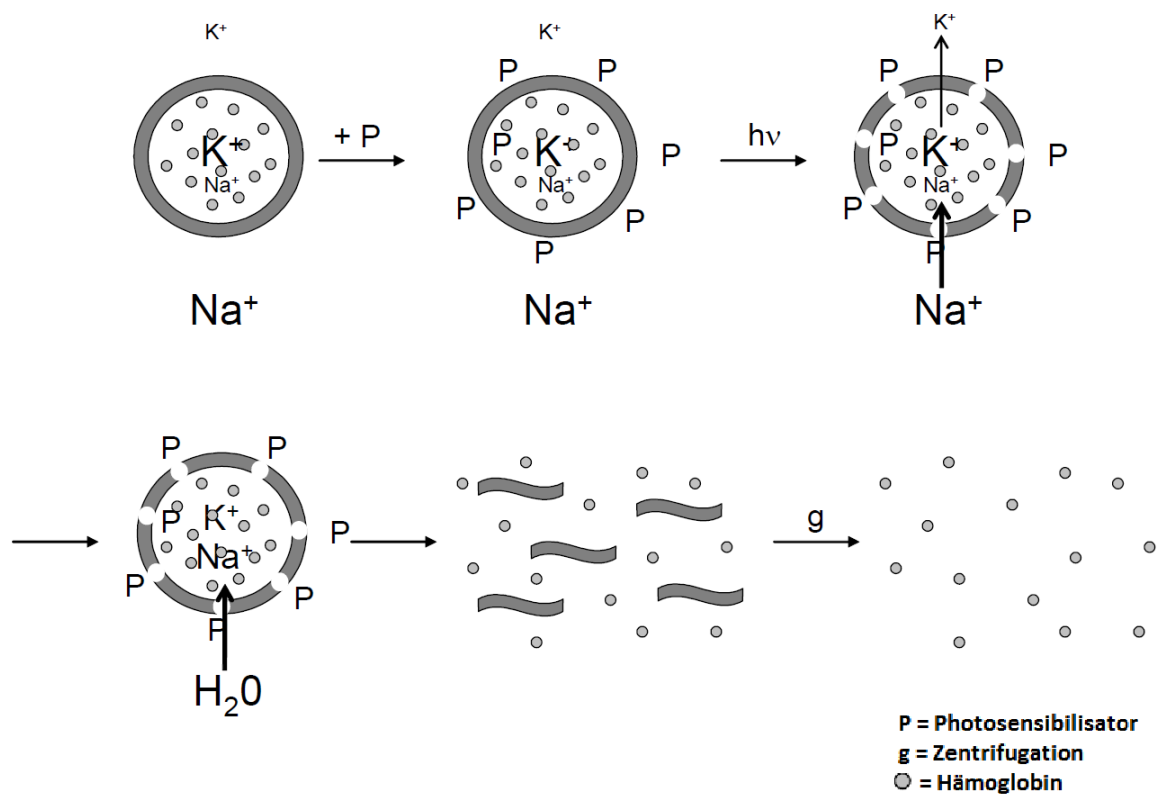 K⁺
K⁺
K⁺
P P
P P
+ P
hν
K⁺
P K⁺
P
P K⁺
P
Na⁺
Na⁺
Na⁺
P P
P P
P
P
Na⁺
Na⁺
Na⁺
P P
P K⁺
P
g
Na⁺
P P
P
H₂0
P = Photosensibilisator
g = Zentrifugation
= Hämoglobin